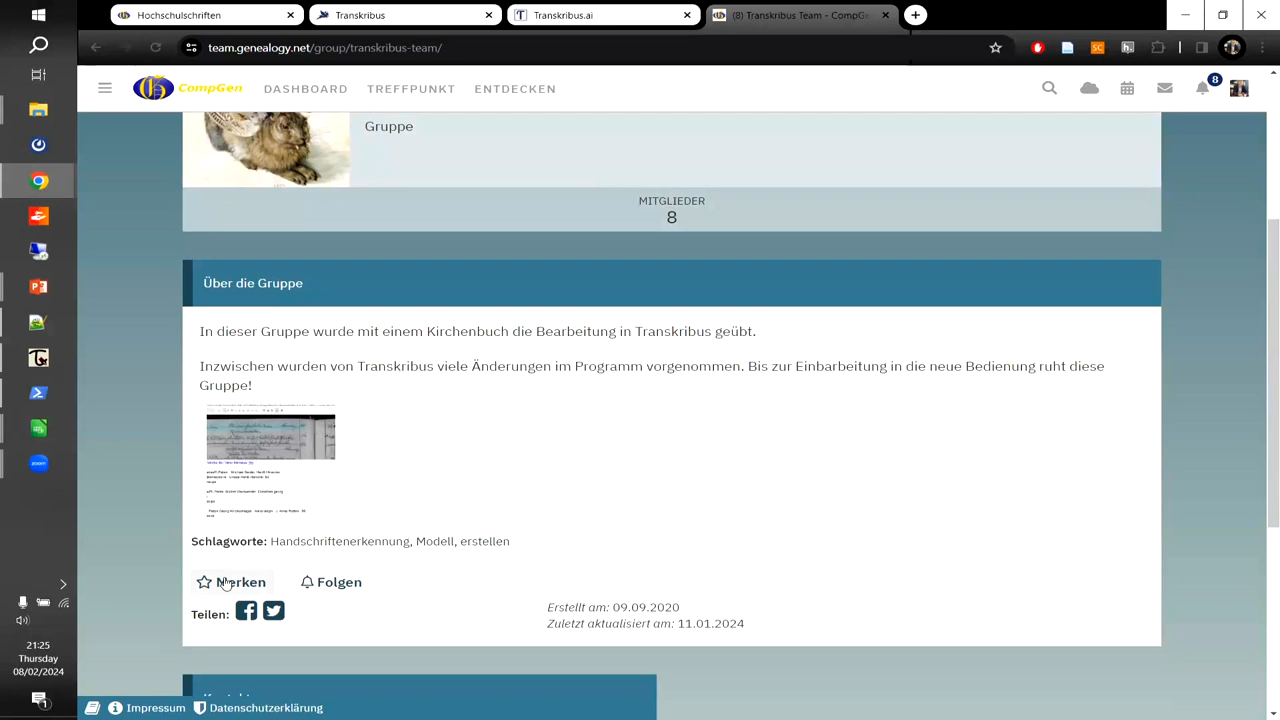 Hochschulschriften
Transkribus
Transkribus.ai
(8) Transkribus Team - CompGe
team.genealogy.net/group/transkribus-team/
CompGen
DASHBOARD
TREFFPUNKT
ENTDECKEN
8
Gruppe
MITGLIEDER
8
Über die Gruppe
In dieser Gruppe wurde mit einem Kirchenbuch die Bearbeitung in Transkribus geübt.
Inzwischen wurden von Transkribus viele Änderungen im Programm vorgenommen. Bis zur Einbarbeitung in die neue Bedienung ruht diese
Gruppe!
Schlagworte: Handschriftenerkennung, Modell, erstellen
Merken
Folgen
Teilen:
Erstellt am: 09.09.2020
Zuletzt aktualisiert am: 11.01.2024
Impressum
Datenschutzerklärung
21:25
Thursday
08/02/2024